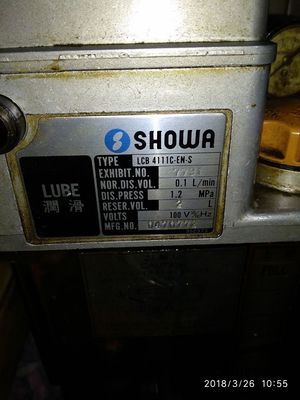 SHOWA
LUBE
潤滑
TYPE LCB 4111C-EN-S
EXHIBIT.NO.
NOR.DIS.VOL. 0.1 L/min
DIS.PRESS 1.2 MPa
RESER.VOL. 2 L
VOLTS 100 V Hz
MFG.NO.
2018/3/26 10:55